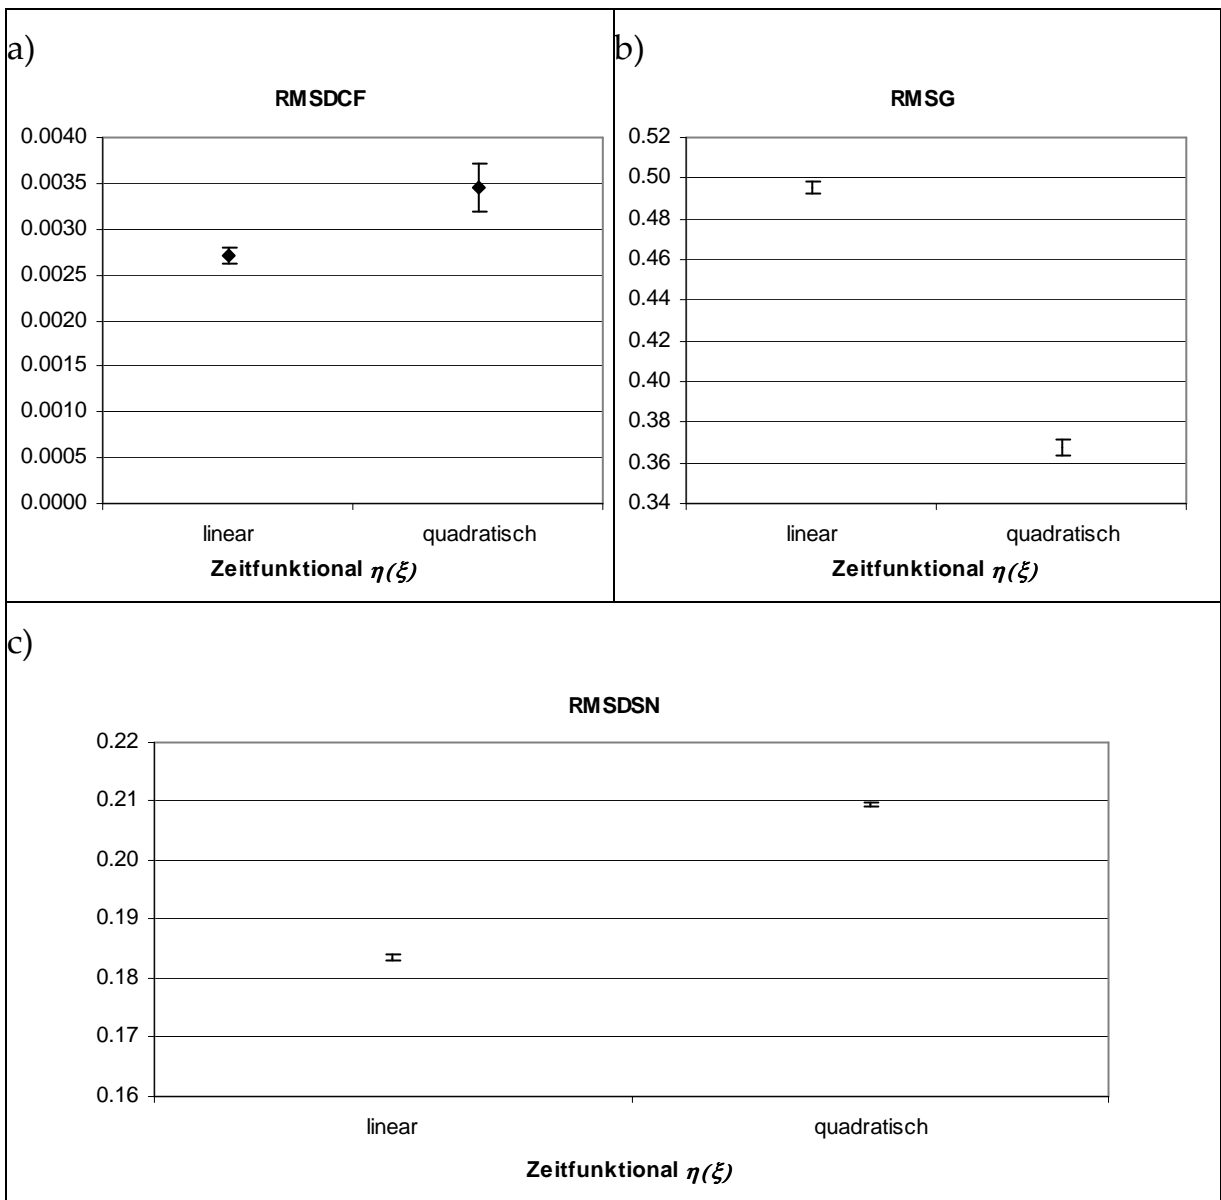 a)
RMSDCF
0.0040
0.0035
0.0030
0.0025
0.0020
0.0015
0.0010
0.0005
0.0000
linear quadratisch
Zeitfunktional η(ξ)
b)
RMSG
0.52
0.50
0.48
0.46
0.44
0.42
0.40
0.38
0.36
0.34
linear quadratisch
Zeitfunktional η(ξ)
c)
RMSDSN
0.22
0.21
0.20
0.19
0.18
0.17
0.16
linear quadratisch
Zeitfunktional η(ξ)